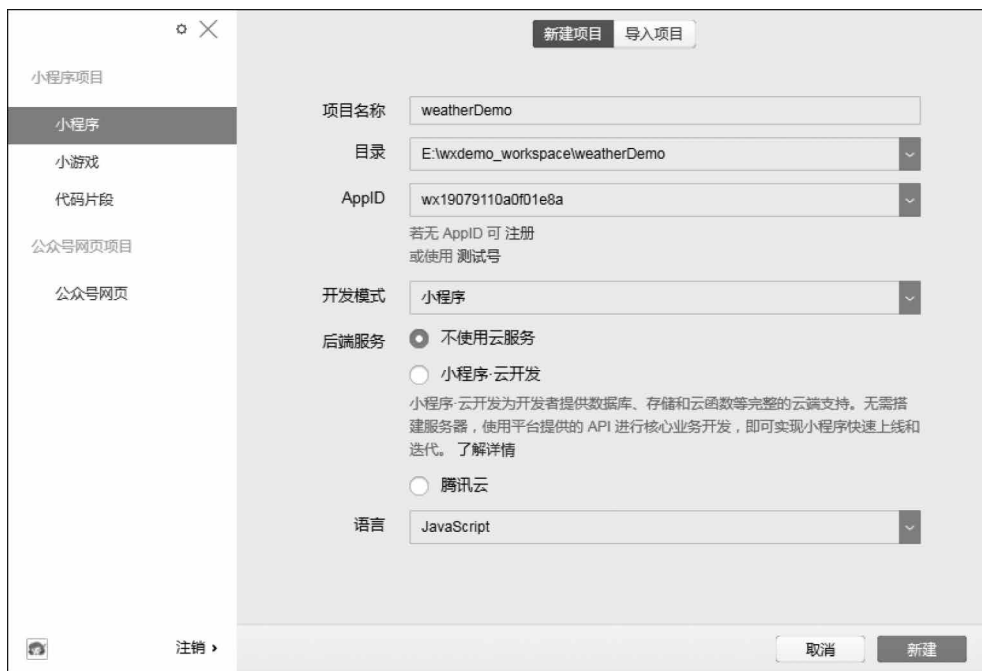 新建项目 导入项目
小程序项目
小程序
小游戏
代码片段
公众号网页项目
公众号网页
项目名称 weatherDemo
目录 E:\wxdemo_workspace\weatherDemo
AppID wx19079110a0f01e8a
若无 AppID 可 注册
或使用 测试号
开发模式 小程序
后端服务 不使用云服务
小程序·云开发
小程序·云开发为开发者提供数据库、存储和云函数等完整的云端支持。无需搭
建服务器，使用平台提供的 API 进行核心业务开发，即可实现小程序快速上线和
迭代。 了解详情
腾讯云
语言 JavaScript
注销 ›
取消 新建